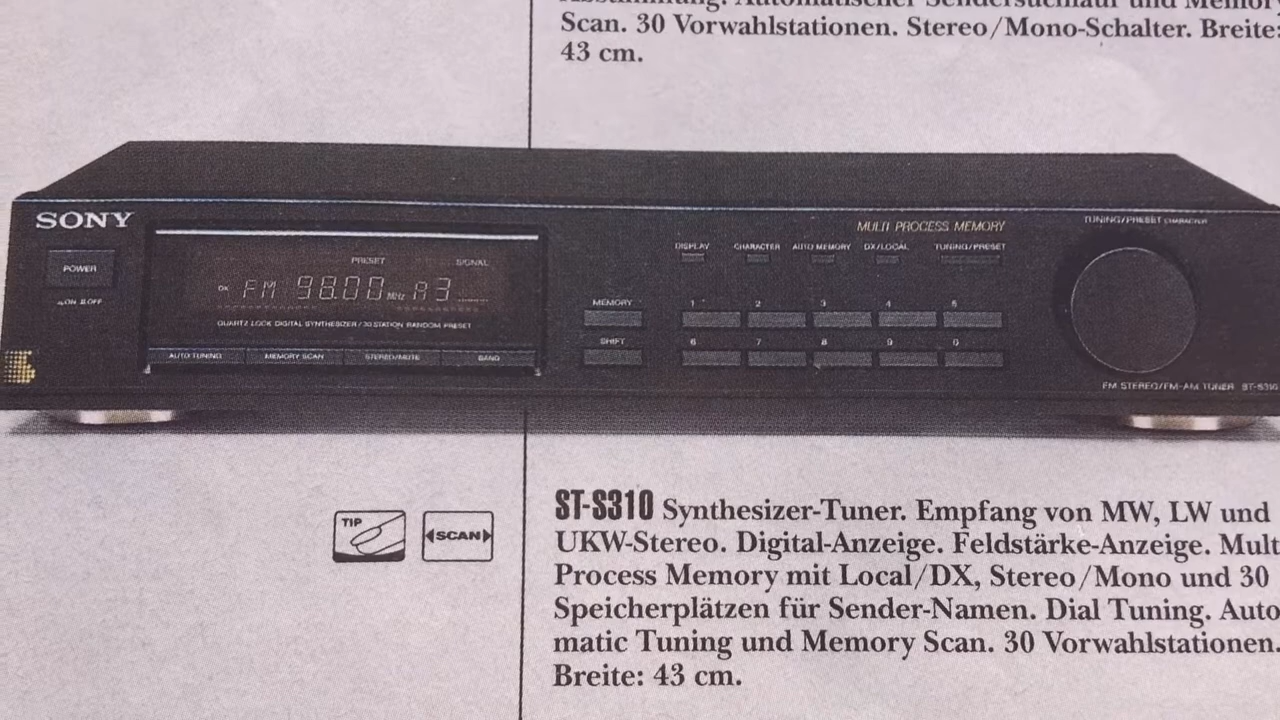 Scan. 30 Vorwahlstationen. Stereo/Mono-Schalter. Breite:
43 cm.
SONY
MULTI PROCESS MEMORY
TUNING/PRESET CHARACTER
DISPLAY CHARACTER AUTO MEMORY DX/LOCAL TUNING/PRESET
POWER
PRESET SIGNAL
FM 98.00 MHz A3
MEMORY 1 2 3 4 5
QUARTZ LOCK DIGITAL SYNTHESIZER/30 STATION RANDOM PRESET
SHIFT 6 7 8 9 0
AUTO TUNING MEMORY SCAN STEREO/MUTE BAND
FM STEREO/FM-AM TUNER ST-S310
TIP
SCAN
ST-S310 Synthesizer-Tuner. Empfang von MW, LW und
UKW-Stereo. Digital-Anzeige. Feldstärke-Anzeige. Mult
Process Memory mit Local/DX, Stereo/Mono und 30
Speicherplätzen für Sender-Namen. Dial Tuning. Auto
matic Tuning und Memory Scan. 30 Vorwahlstationen.
Breite: 43 cm.